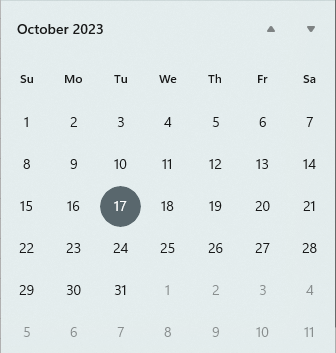 October 2023
Su Mo Tu We Th Fr Sa
1 2 3 4 5 6 7
8 9 10 11 12 13 14
15 16 17 18 19 20 21
22 23 24 25 26 27 28
29 30 31 1 2 3 4
5 6 7 8 9 10 11